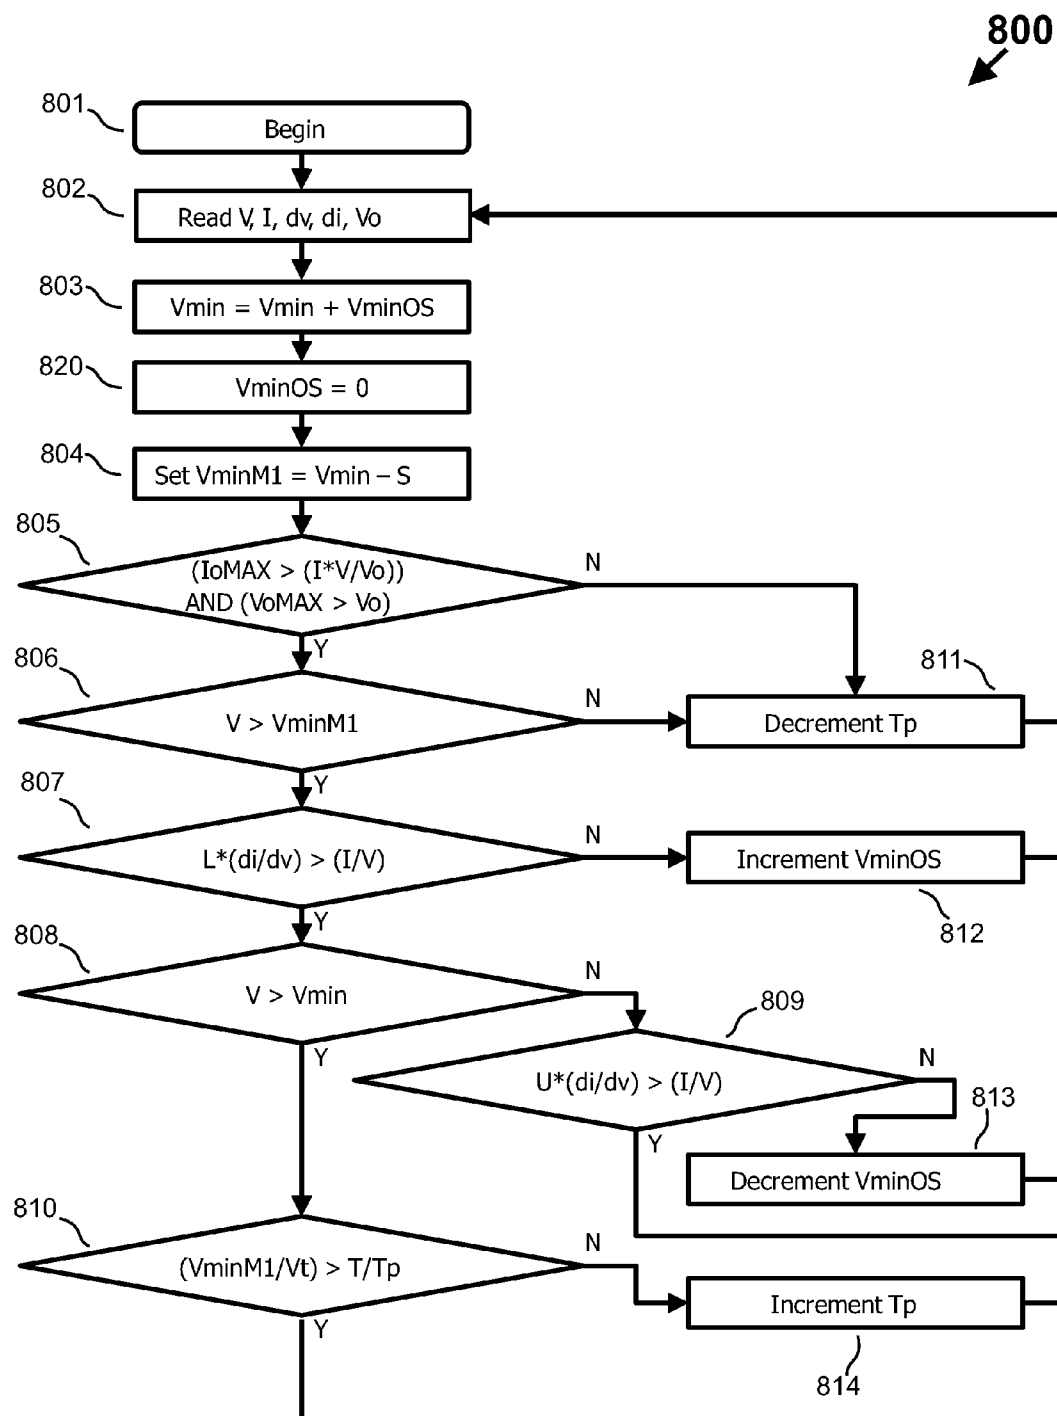 800
801
Begin
802
Read V, I, dv, di, Vo
803
Vmin = Vmin + VminOS
820
VminOS = 0
804
Set VminM1 = Vmin – S
805
(IoMAX > (I*V/Vo))
AND (VoMAX > Vo)
N
Y
806
V > VminM1
N
811
Decrement Tp
Y
807
L*(di/dv) > (I/V)
N
Increment VminOS
812
Y
808
V > Vmin
N
Y
809
U*(di/dv) > (I/V)
N
Y
813
Decrement VminOS
810
(VminM1/Vt) > T/Tp
N
Y
Increment Tp
814